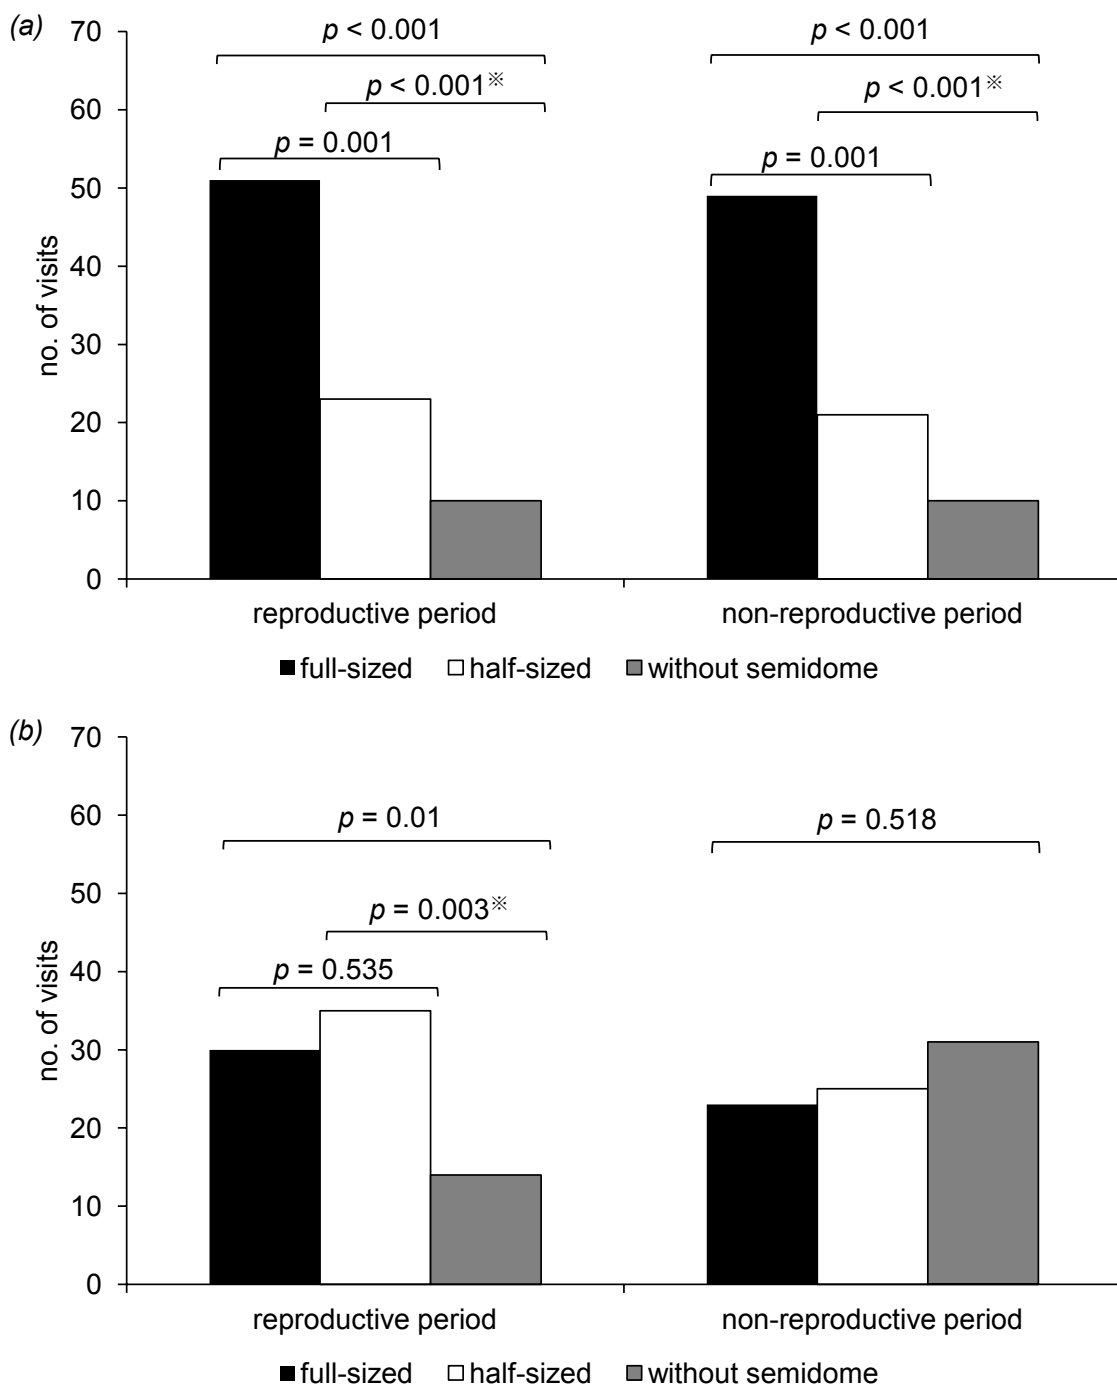 (a)
70
60
50
40
30
20
10
0
no. of visits
p < 0.001
p < 0.001※
p = 0.001
p < 0.001
p < 0.001※
p = 0.001
reproductive period
non-reproductive period
full-sized half-sized without semidome
(b)
70
60
50
40
30
20
10
0
no. of visits
p = 0.01
p = 0.003※
p = 0.535
p = 0.518
reproductive period
non-reproductive period
full-sized half-sized without semidome